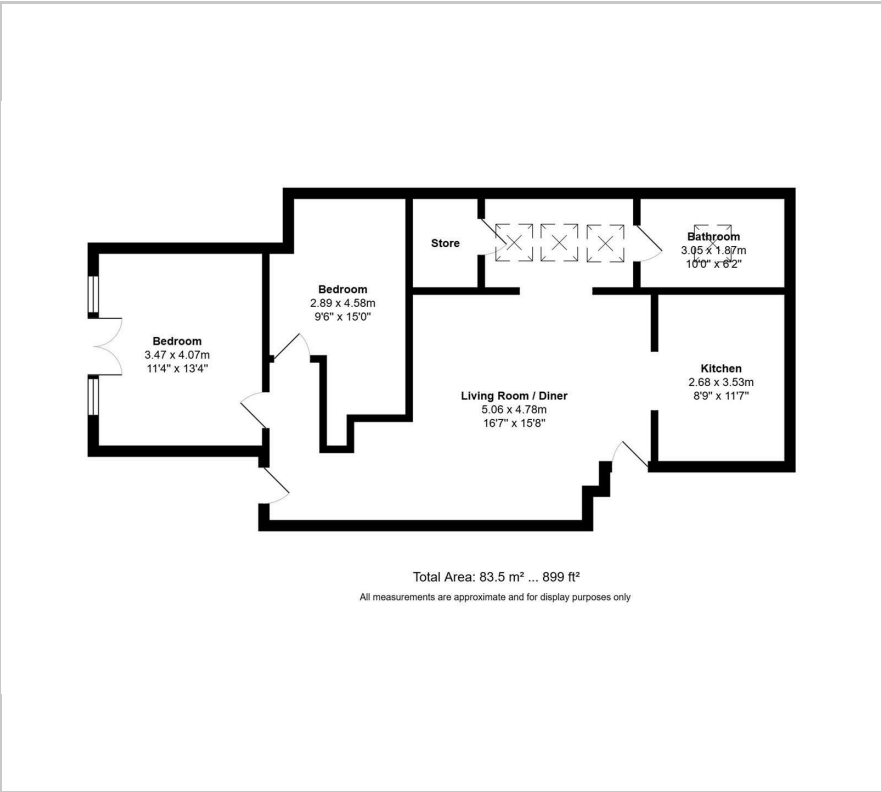 Store
Bathroom
3.05 x 1.87m
10'0" x 6'2"
Bedroom
2.89 x 4.58m
9'6" x 15'0"
Bedroom
3.47 x 4.07m
11'4" x 13'4"
Living Room / Diner
5.06 x 4.78m
16'7" x 15'8"
Kitchen
2.68 x 3.53m
8'9" x 11'7"
Total Area: 83.5 m² ... 899 ft²
All measurements are approximate and for display purposes only